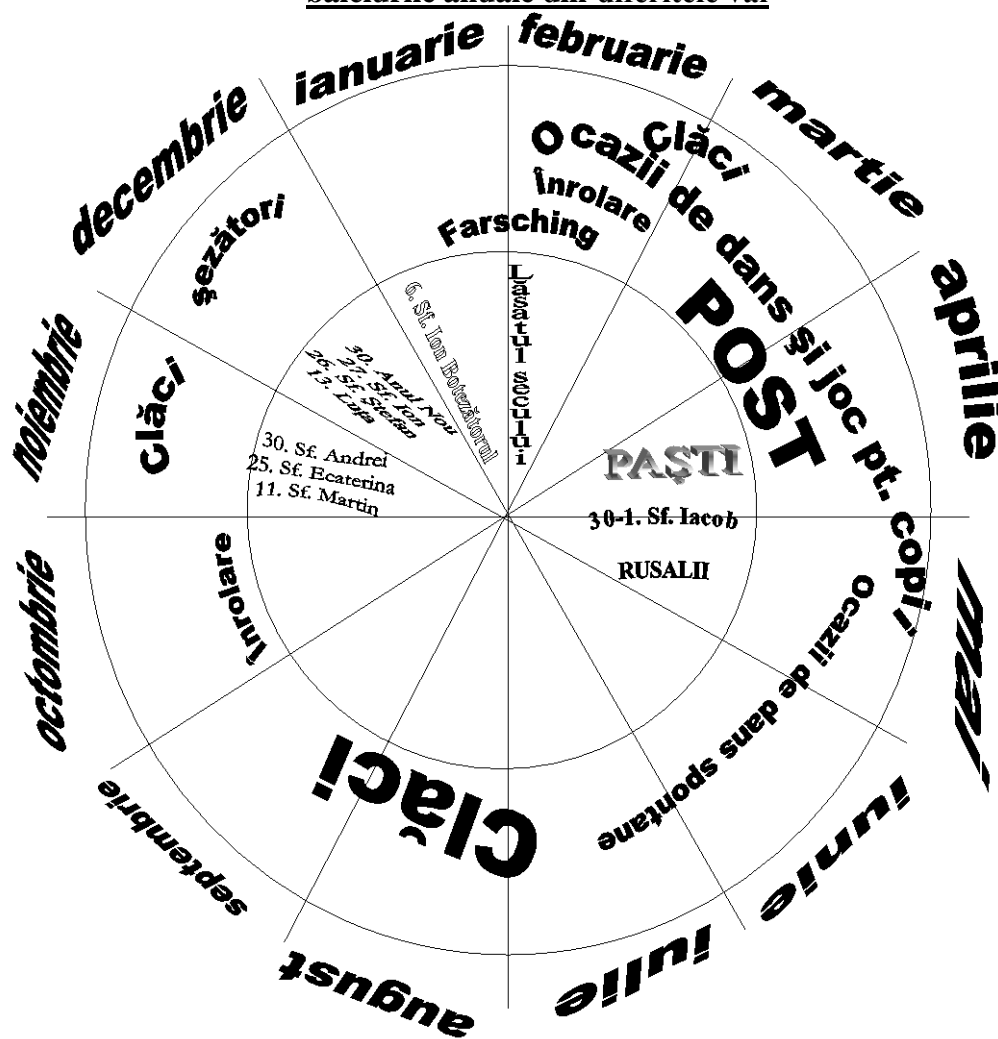 ianuarie
februarie
martie
aprilie
mai
iunie
iulie
august
septembrie
octombrie
noiembrie
decembrie
Clăci
Ocazii de dans şi joc pt. copii
Înrolare
Farsching
POST
Ocazii de dans spontane
Clăci
Înrolare
Clăci
şezători
6. Sf. Ion Botezătorul
Lăsatul secului
PAŞTI
30-1. Sf. Iacob
RUSALII
30. Anul Nou
27. Sf. Ion
26. Sf. Ştefan
13. Luţa
30. Sf. Andrei
25. Sf. Ecaterina
11. Sf. Martin